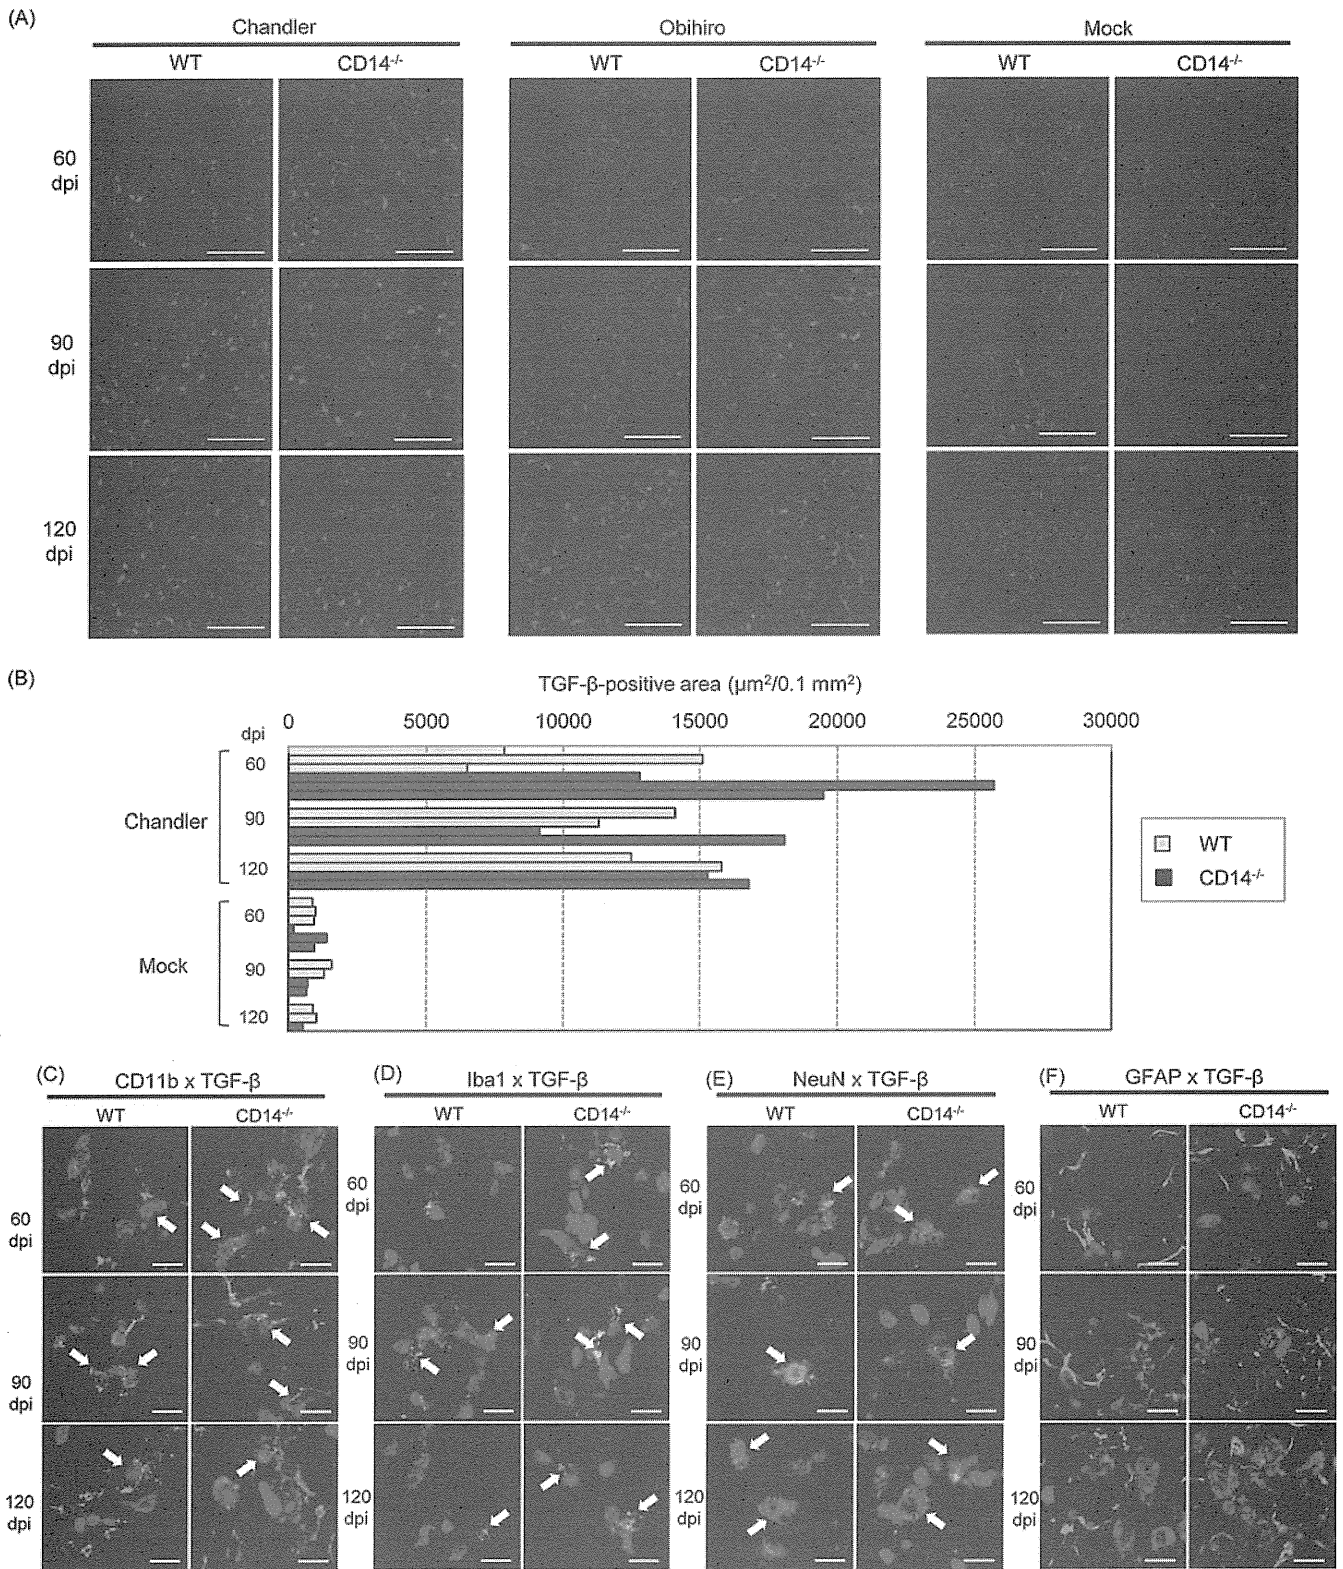 (A)
Chandler Obihiro Mock
WT CD14-/- WT CD14-/- WT CD14-/-
60
dpi
90
dpi
120
dpi
(B)
TGF-β-positive area (µm²/0.1 mm²)
0 5000 10000 15000 20000 25000 30000
dpi
60
Chandler 90
120
60
Mock 90
120
WT
CD14-/-
(C) CD11b x TGF-β (D) Iba1 x TGF-β (E) NeuN x TGF-β (F) GFAP x TGF-β
WT CD14-/- WT CD14-/- WT CD14-/- WT CD14-/-
60
dpi
60
dpi
60
dpi
60
dpi
90
dpi
90
dpi
90
dpi
90
dpi
120
dpi
120
dpi
120
dpi
120
dpi